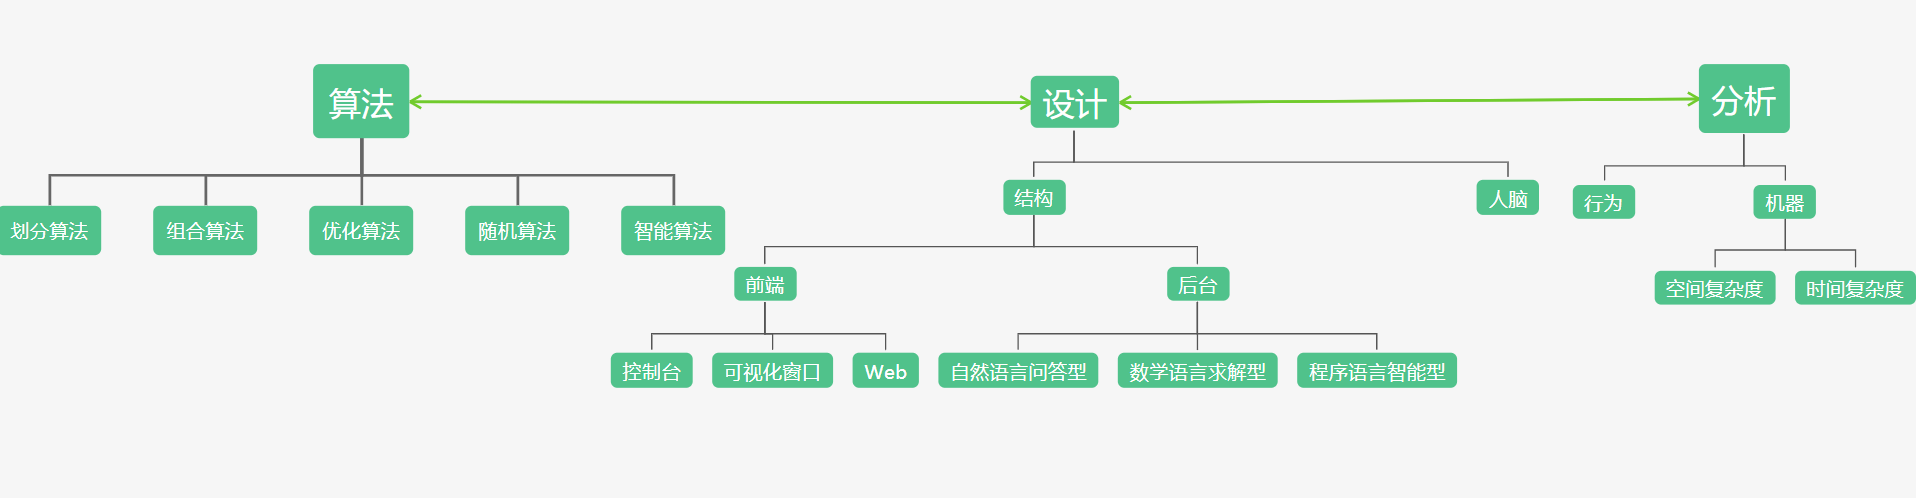 算法
设计
分析
划分算法
组合算法
优化算法
随机算法
智能算法
结构
人脑
行为
机器
前端
后台
空间复杂度
时间复杂度
控制台
可视化窗口
Web
自然语言问答型
数学语言求解型
程序语言智能型